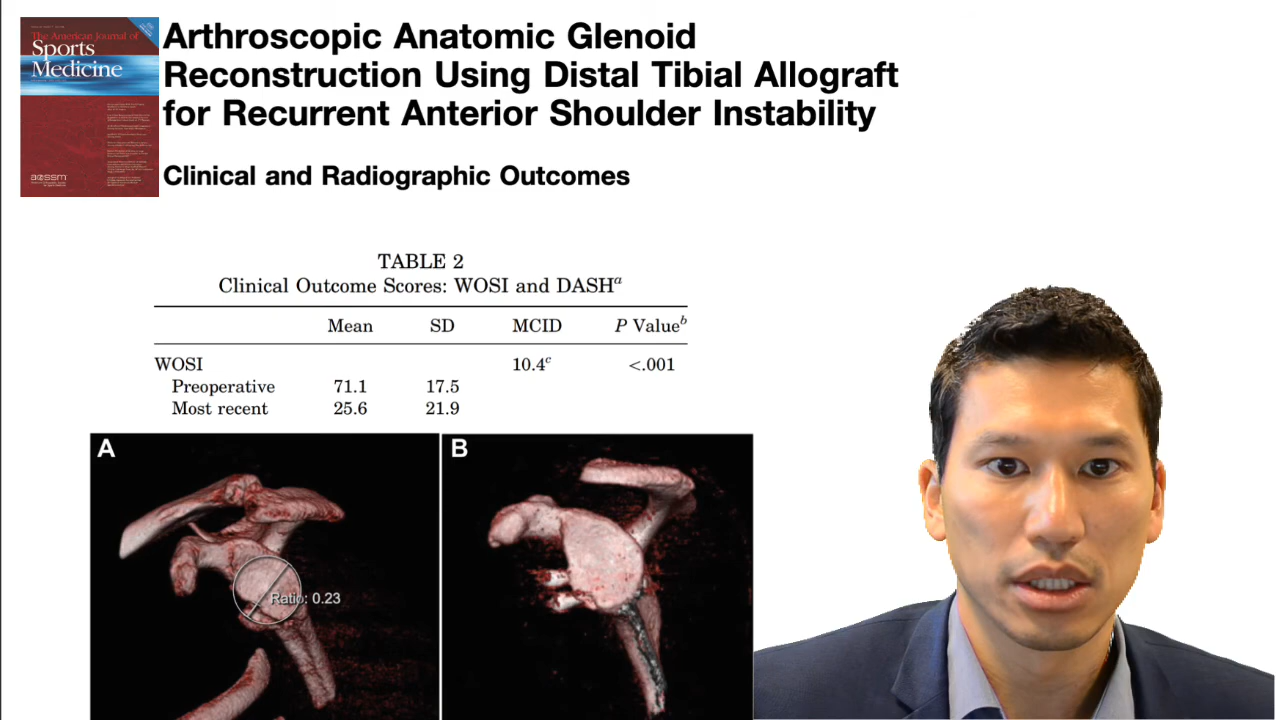 The American Journal of
Sports
Medicine
Arthroscopic Anatomic Glenoid
Reconstruction Using Distal Tibial Allograft
for Recurrent Anterior Shoulder Instability
Clinical and Radiographic Outcomes
aossm
TABLE 2
Clinical Outcome Scores: WOSI and DASHᵃ
Mean SD MCID P Valueᵇ
WOSI 10.4ᶜ <.001
Preoperative 71.1 17.5
Most recent 25.6 21.9
A
B
Ratio: 0.23